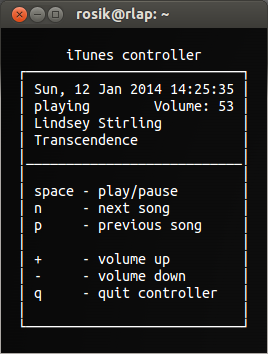 rosik@rlap: ~
iTunes controller
Sun, 12 Jan 2014 14:25:35
playing Volume: 53
Lindsey Stirling
Transcendence
space - play/pause
n - next song
p - previous song
+ - volume up
- - volume down
q - quit controller